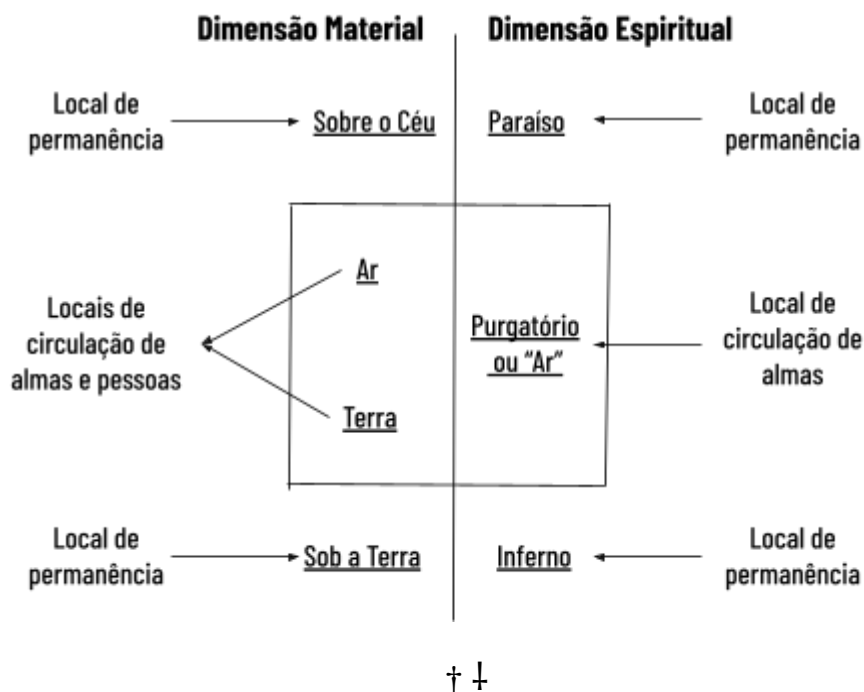 Dimensão Material
Dimensão Espiritual
Local de
permanência
Sobre o Céu
Paraíso
Local de
permanência
Ar
Locais de
circulação de
almas e pessoas
Purgatório
ou “Ar”
Local de
circulação de
almas
Terra
Local de
permanência
Sob a Terra
Inferno
Local de
permanência
† ⸸